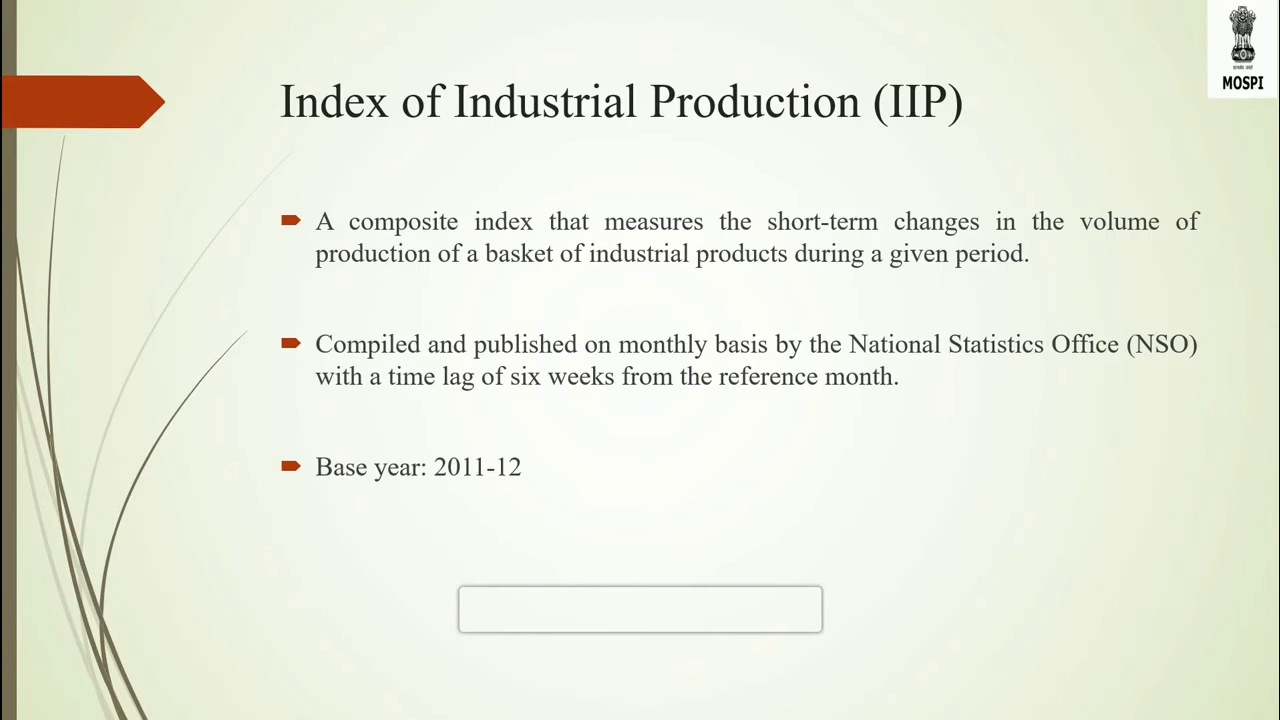 MOSPI
Index of Industrial Production (IIP)
A composite index that measures the short-term changes in the volume of
production of a basket of industrial products during a given period.
Compiled and published on monthly basis by the National Statistics Office (NSO)
with a time lag of six weeks from the reference month.
Base year: 2011-12